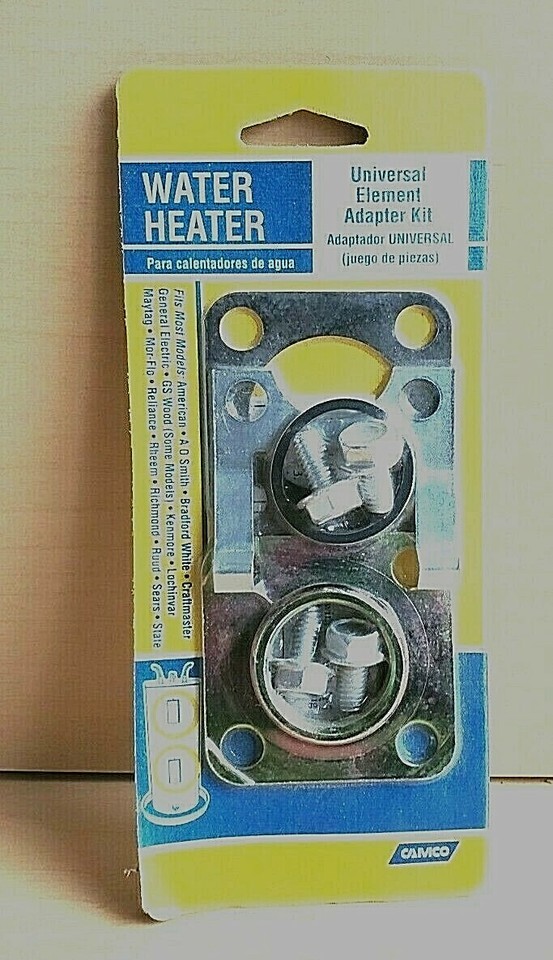 WATER
HEATER
Para calentadores de agua
Universal
Element
Adapter Kit
Adaptador UNIVERSAL
(juego de piezas)
Fits Most Models: American • A O Smith • Bradford White • Craftmaster
General Electric • GS Wood (Some Models) • Kenmore • Lochinvar
Maytag • Mor-Flo • Reliance • Rheem • Richmond • Ruud • Sears • State
CAMCO